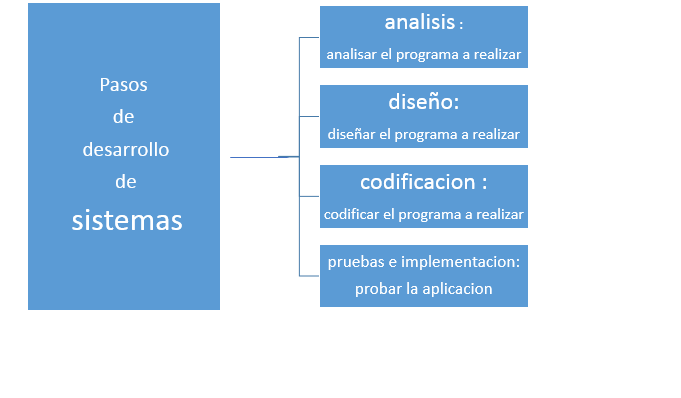 Pasos
de
desarrollo
de
sistemas
analisis :
analisar el programa a realizar
diseño:
diseñar el programa a realizar
codificacion :
codificar el programa a realizar
pruebas e implementacion:
probar la aplicacion